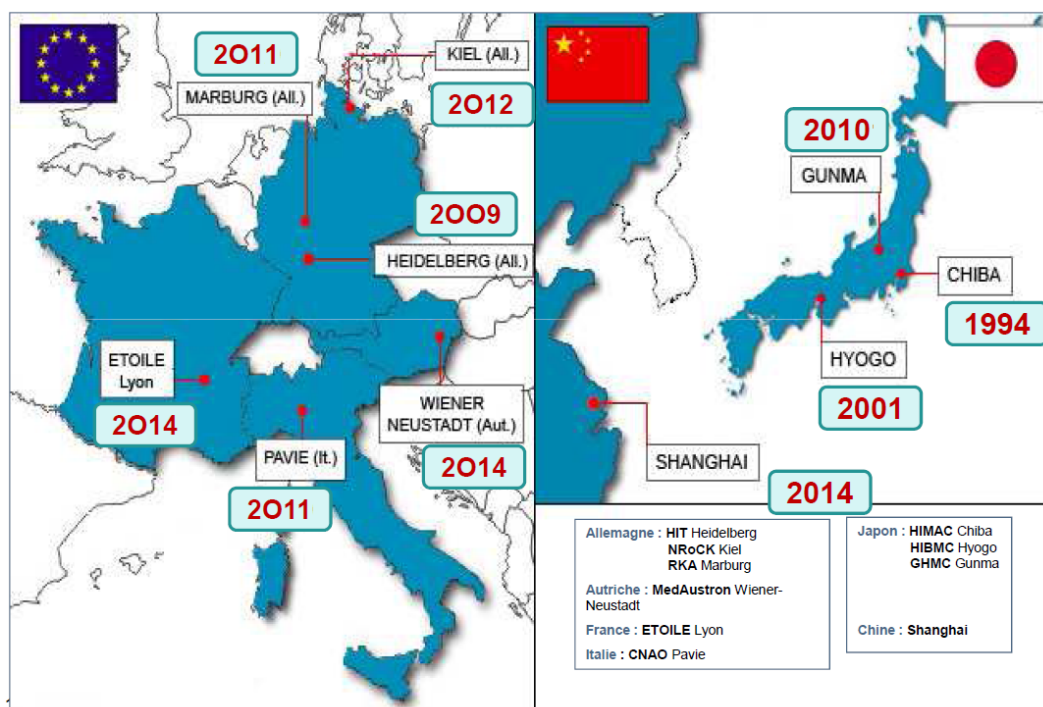 2O11
MARBURG (All.)
KIEL (All.)
2O12
2OO9
HEIDELBERG (All.)
ETOILE
Lyon
2O14
PAVIE (It.)
2O11
WIENER
NEUSTADT (Aut.)
2O14
2010
GUNMA
CHIBA
1994
HYOGO
2001
SHANGHAI
2014
Allemagne : HIT Heidelberg
NRoCK Kiel
RKA Marburg
Autriche : MedAustron Wiener-
Neustadt
France : ETOILE Lyon
Italie : CNAO Pavie
Japon : HIMAC Chiba
HIBMC Hyogo
GHMC Gunma
Chine : Shanghai